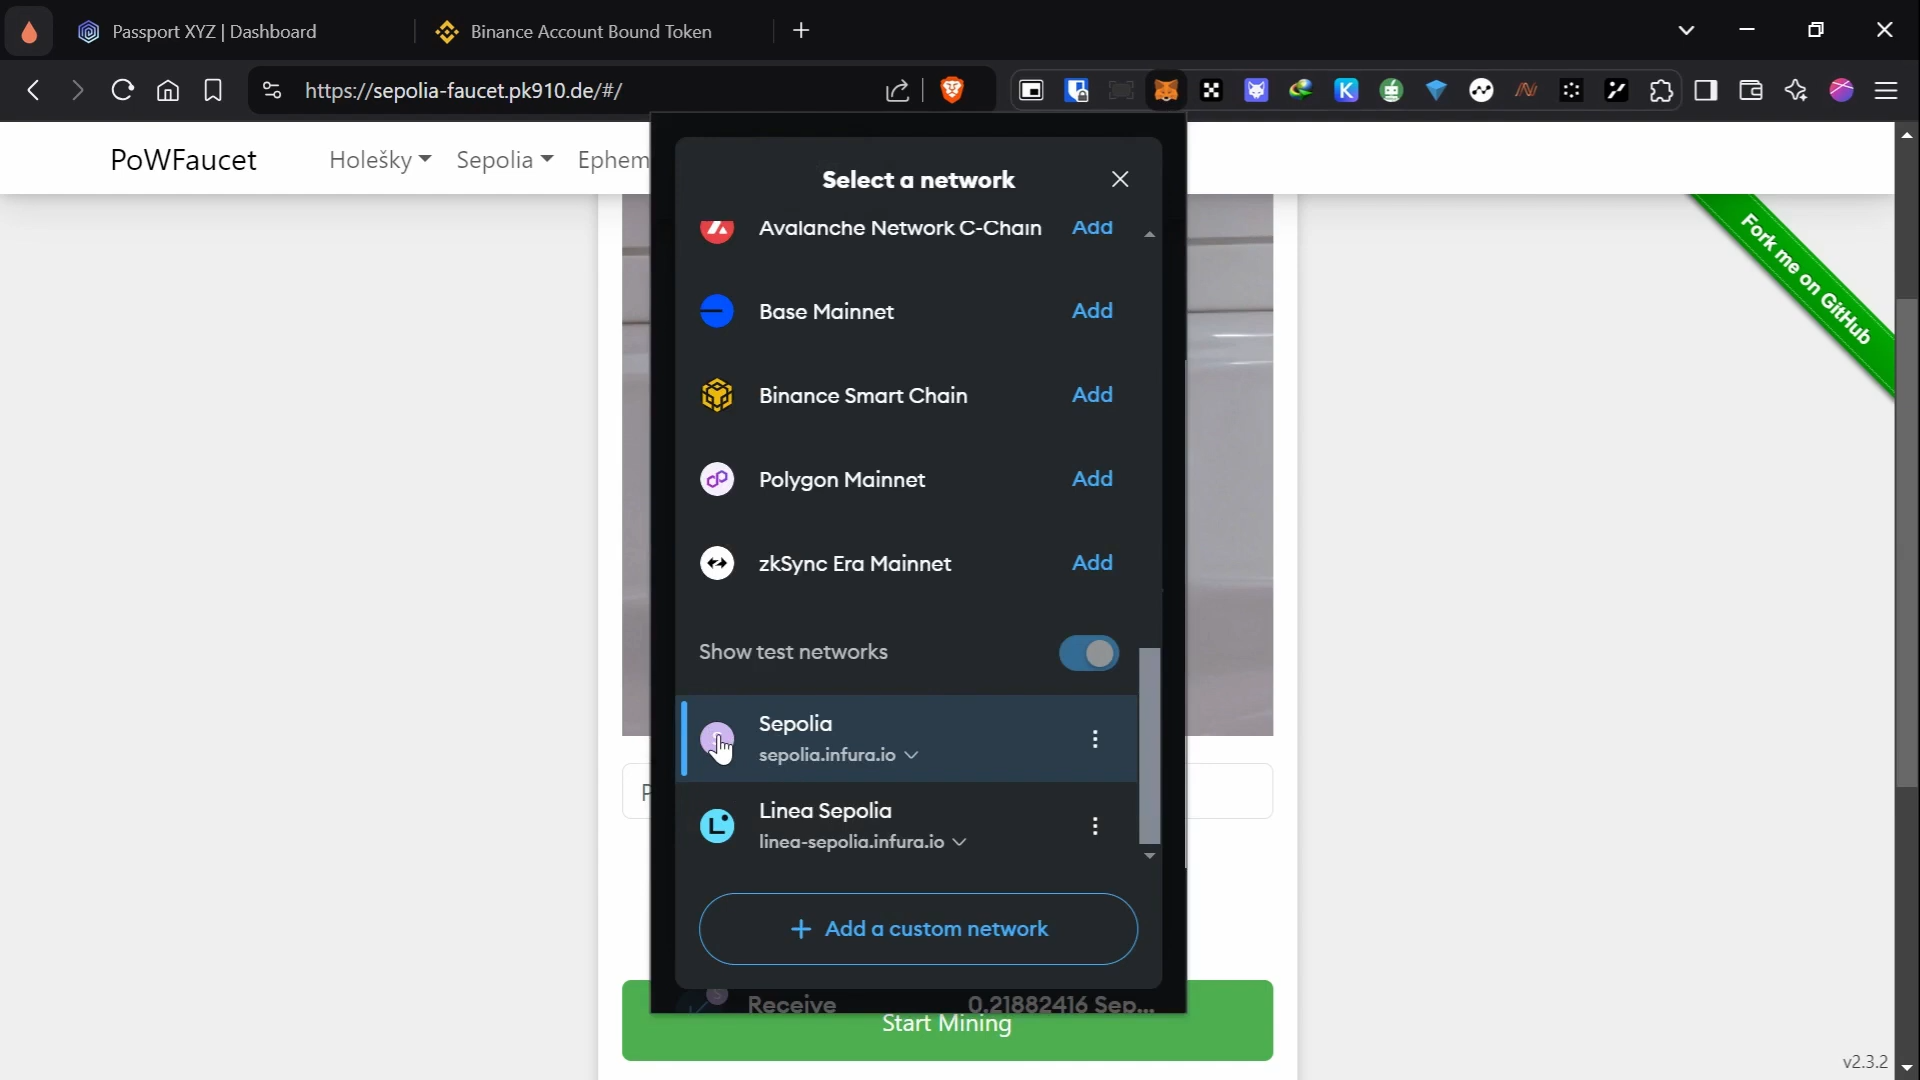 Passport XYZ | Dashboard
Binance Account Bound Token
https://sepolia-faucet.pk910.de/#/
PoWFaucet
Holešky
Sepolia
Ephem
Select a network
Avalanche Network C-Chain
Add
Base Mainnet
Add
Binance Smart Chain
Add
Polygon Mainnet
Add
zkSync Era Mainnet
Add
Show test networks
Sepolia
sepolia.infura.io
Linea Sepolia
linea-sepolia.infura.io
+ Add a custom network
Receive
0.21882416 Sep...
Start Mining
Fork me on GitHub
v2.3.2